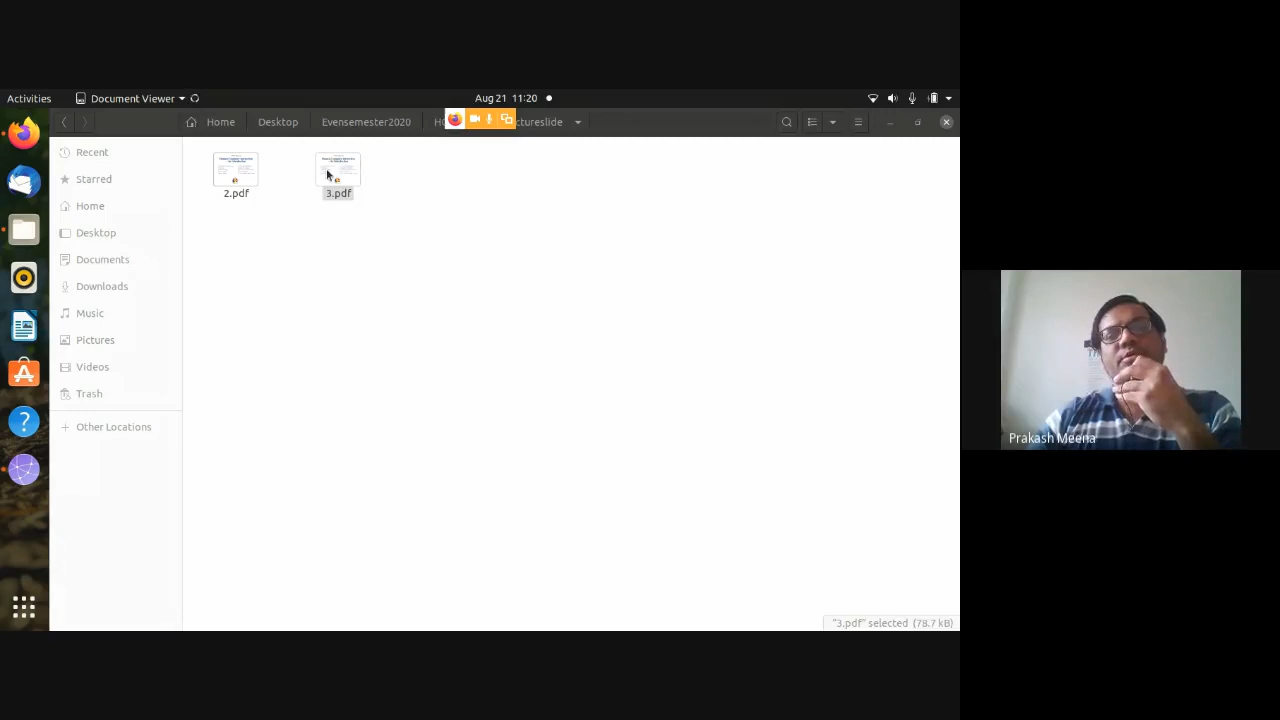 Activities
Document Viewer
Aug 21 11:20
Home
Desktop
Evensemester2020
Recent
Starred
Home
Desktop
Documents
Downloads
Music
Pictures
Videos
Trash
Other Locations
2.pdf
3.pdf
"3.pdf" selected (78.7 kB)
Prakash Meena